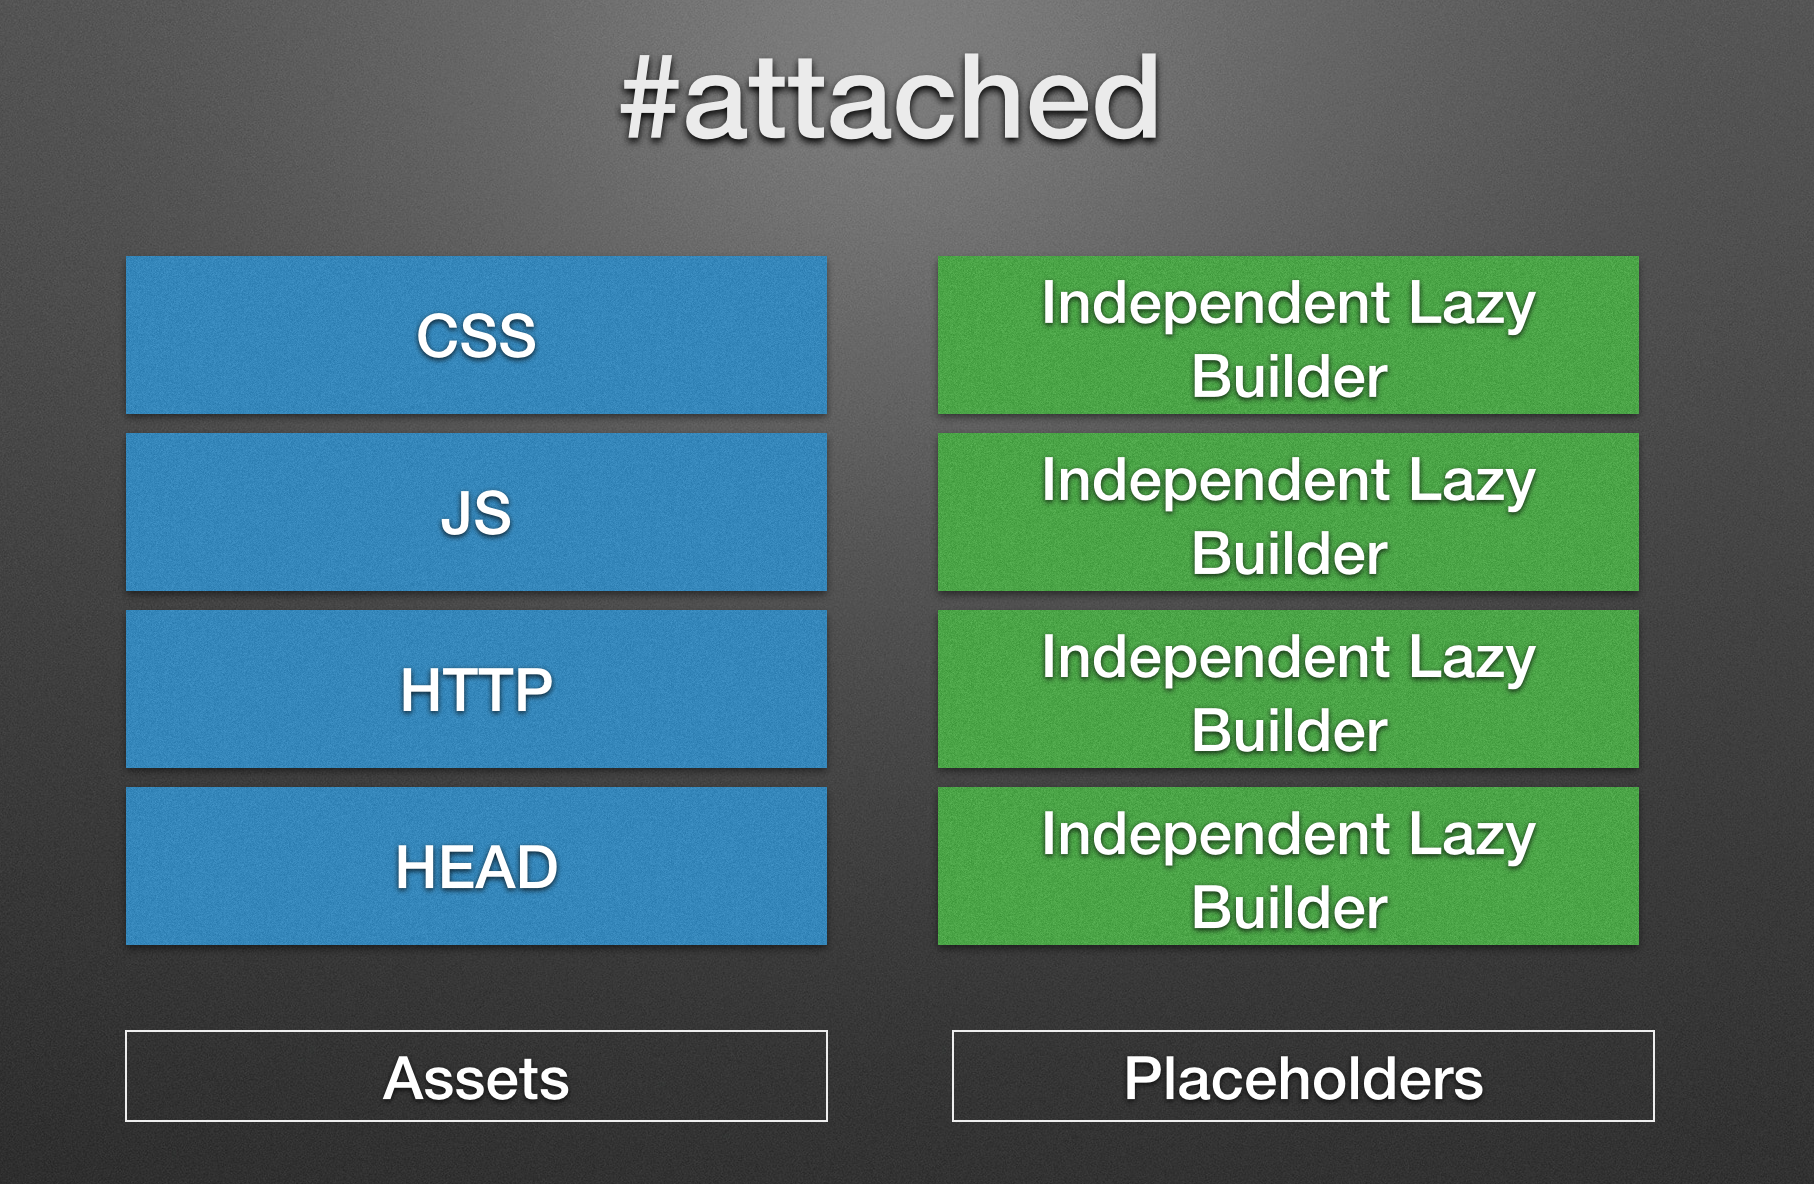 #attached
CSS
JS
HTTP
HEAD
Assets
Independent Lazy
Builder
Independent Lazy
Builder
Independent Lazy
Builder
Independent Lazy
Builder
Placeholders